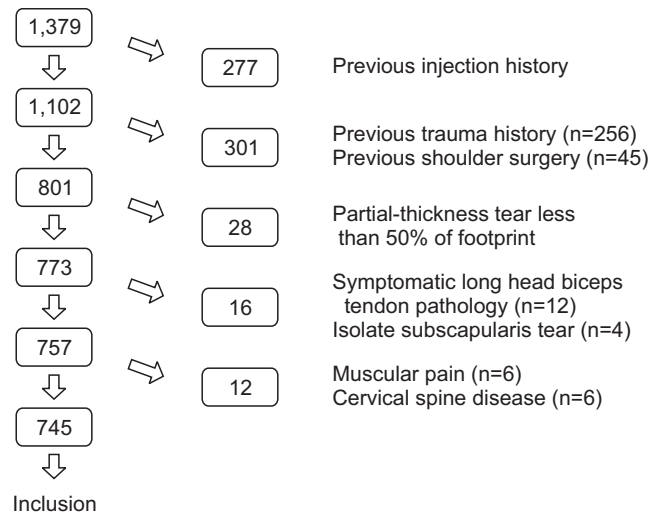 1,379
277
Previous injection history
1,102
301
Previous trauma history (n=256)
Previous shoulder surgery (n=45)
801
28
Partial-thickness tear less
than 50% of footprint
773
16
Symptomatic long head biceps
tendon pathology (n=12)
Isolate subscapularis tear (n=4)
757
12
Muscular pain (n=6)
Cervical spine disease (n=6)
745
Inclusion